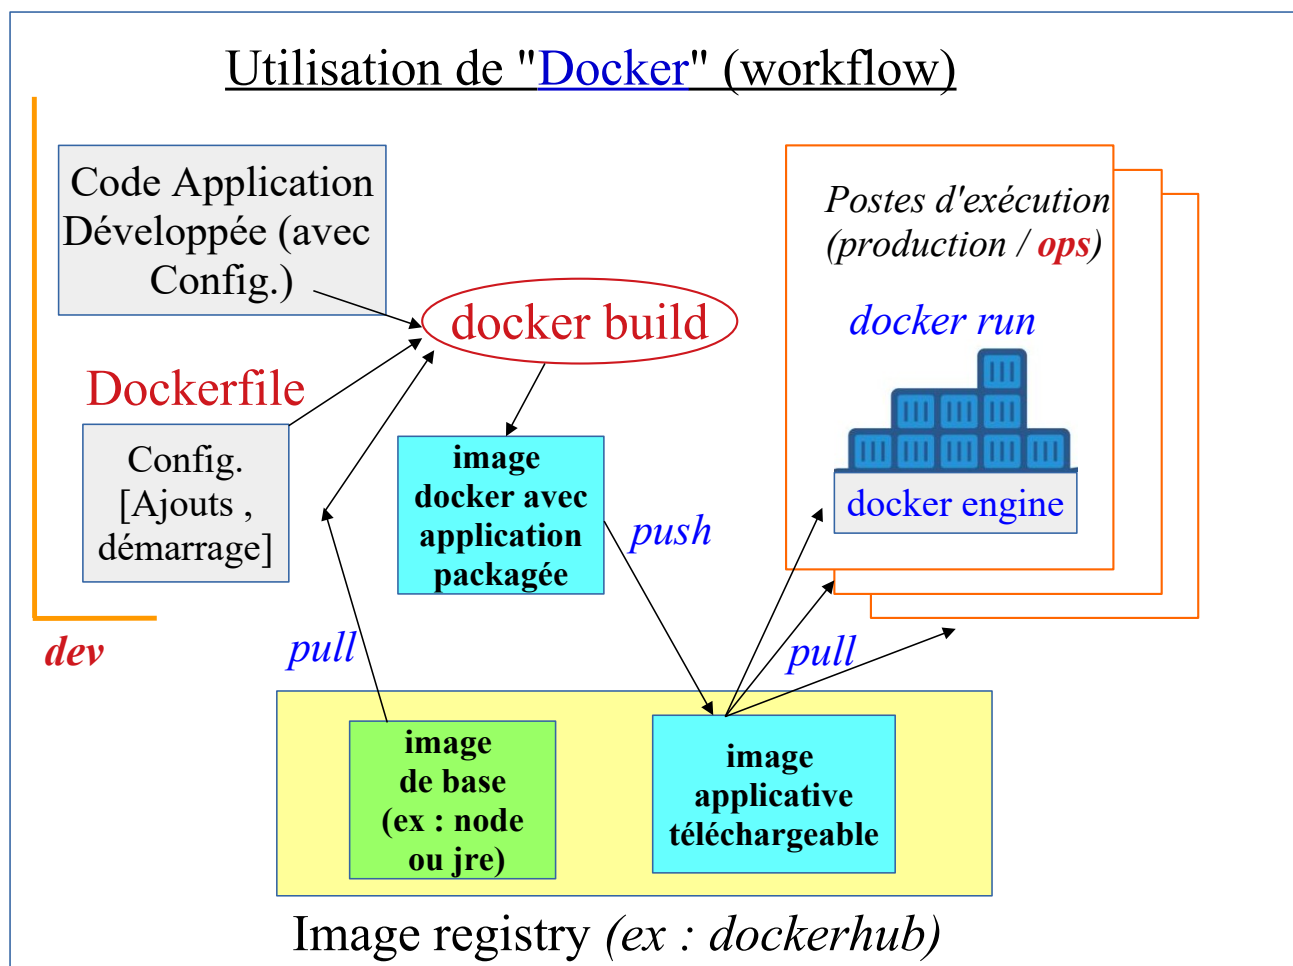 Utilisation de "Docker" (workflow)
Code Application
Développée (avec
Config.)
Dockerfile
Config.
[Ajouts ,
démarrage]
dev
docker build
image
docker avec
application
packagée
push
pull
Postes d'exécution
(production / ops)
docker run
docker engine
pull
image
de base
(ex : node
ou jre)
image
applicative
téléchargeable
Image registry (ex : dockerhub)